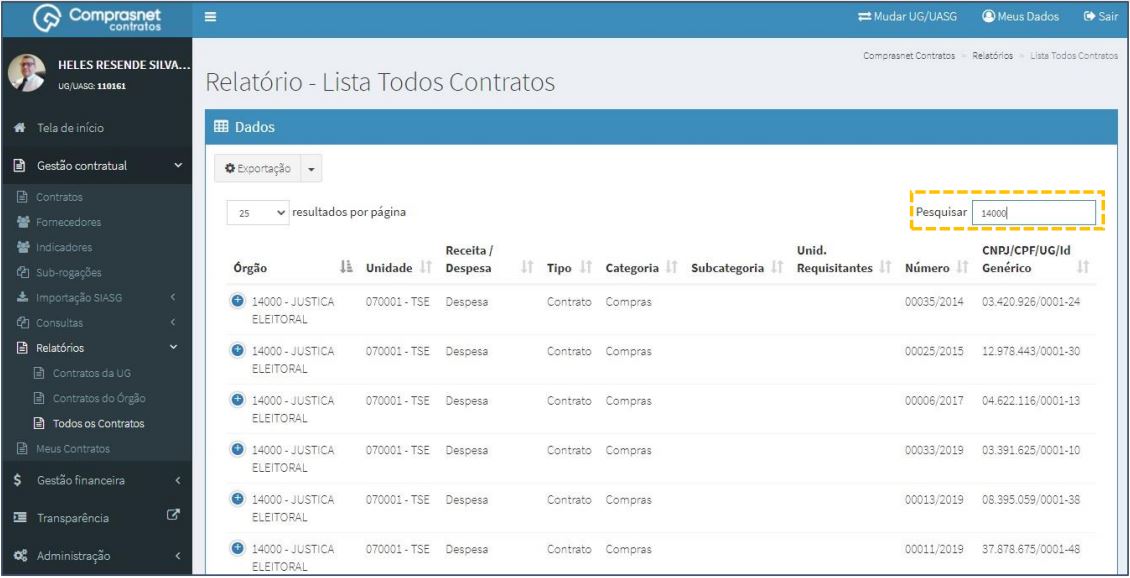 Comprasnet
contratos
Mudar UG/UASG Meus Dados Sair
HELES RESENDE SILVA...
UG/UASG: 110161
Comprasnet Contratos > Relatórios > Lista Todos Contratos
Relatório - Lista Todos Contratos
Tela de início
Gestão contratual
Contratos
Fornecedores
Indicadores
Sub-rogações
Importação SIASG
Consultas
Relatórios
Contratos da UG
Contratos do Órgão
Todos os Contratos
Meus Contratos
Gestão financeira
Transparência
Administração
Dados
Exportação
25 resultados por página
Pesquisar 14000
Órgão Unidade Receita / Despesa Tipo Categoria Subcategoria Unid. Requisitantes Número CNPJ/CPF/UG/Id Genérico
14000 - JUSTICA 070001 - TSE Despesa Contrato Compras 00035/2014 03.420.926/0001-24
ELEITORAL
14000 - JUSTICA 070001 - TSE Despesa Contrato Compras 00025/2015 12.978.443/0001-30
ELEITORAL
14000 - JUSTICA 070001 - TSE Despesa Contrato Compras 00006/2017 04.622.116/0001-13
ELEITORAL
14000 - JUSTICA 070001 - TSE Despesa Contrato Compras 00033/2019 03.391.625/0001-10
ELEITORAL
14000 - JUSTICA 070001 - TSE Despesa Contrato Compras 00013/2019 08.395.059/0001-38
ELEITORAL
14000 - JUSTICA 070001 - TSE Despesa Contrato Compras 00011/2019 37.878.675/0001-48
ELEITORAL